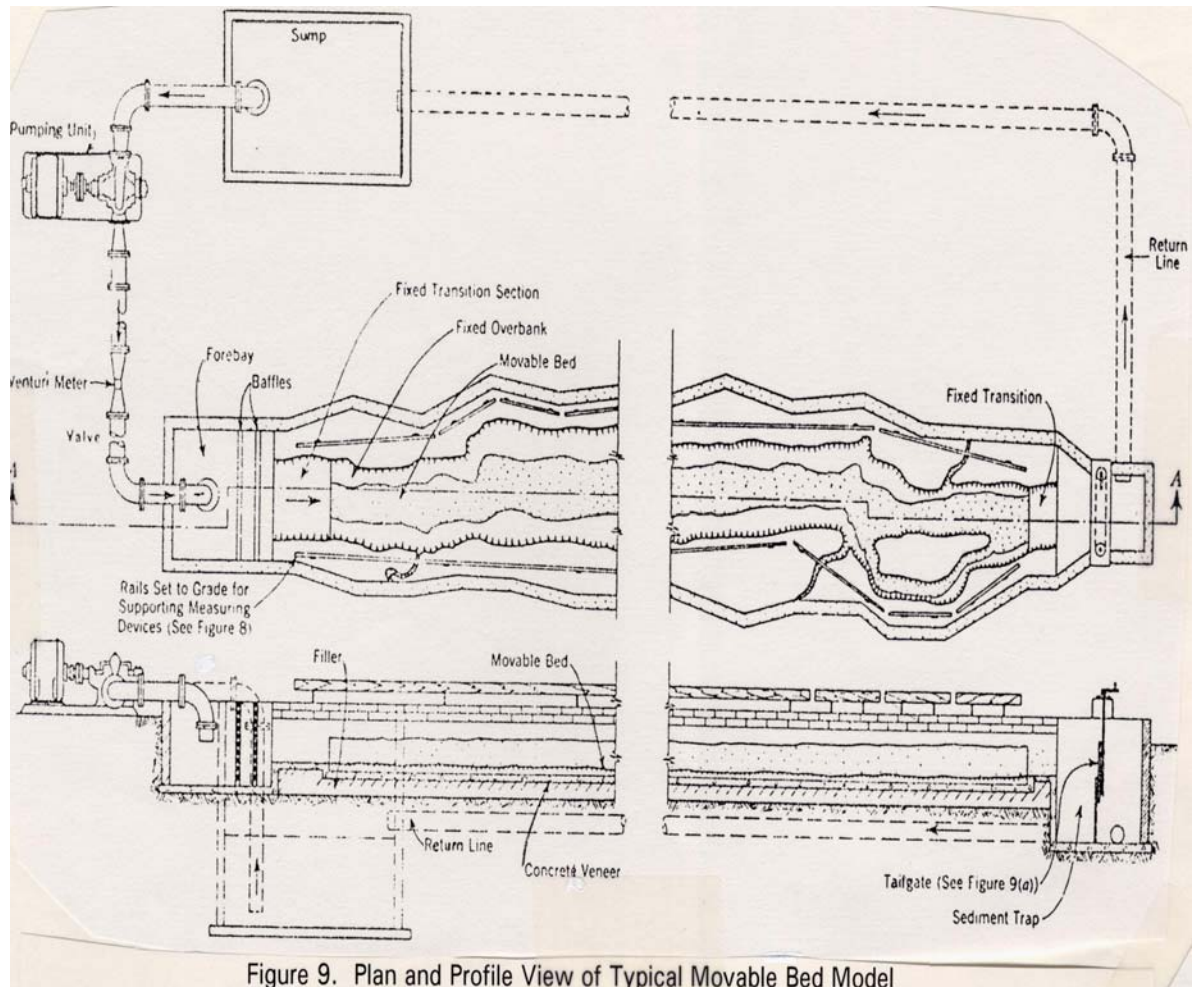 Sump
Pumping Unit
Return
Line
Fixed Transition Section
Fixed Overbank
Movable Bed
Forebay
Baffles
Venturi Meter
Fixed Transition
Valve
A
A
Rails Set to Grade for
Supporting Measuring
Devices (See Figure 8)
Filler
Movable Bed
Return Line
Concrete Veneer
Tailgate (See Figure 9(a))
Sediment Trap
Figure 9. Plan and Profile View of Typical Movable Bed Model